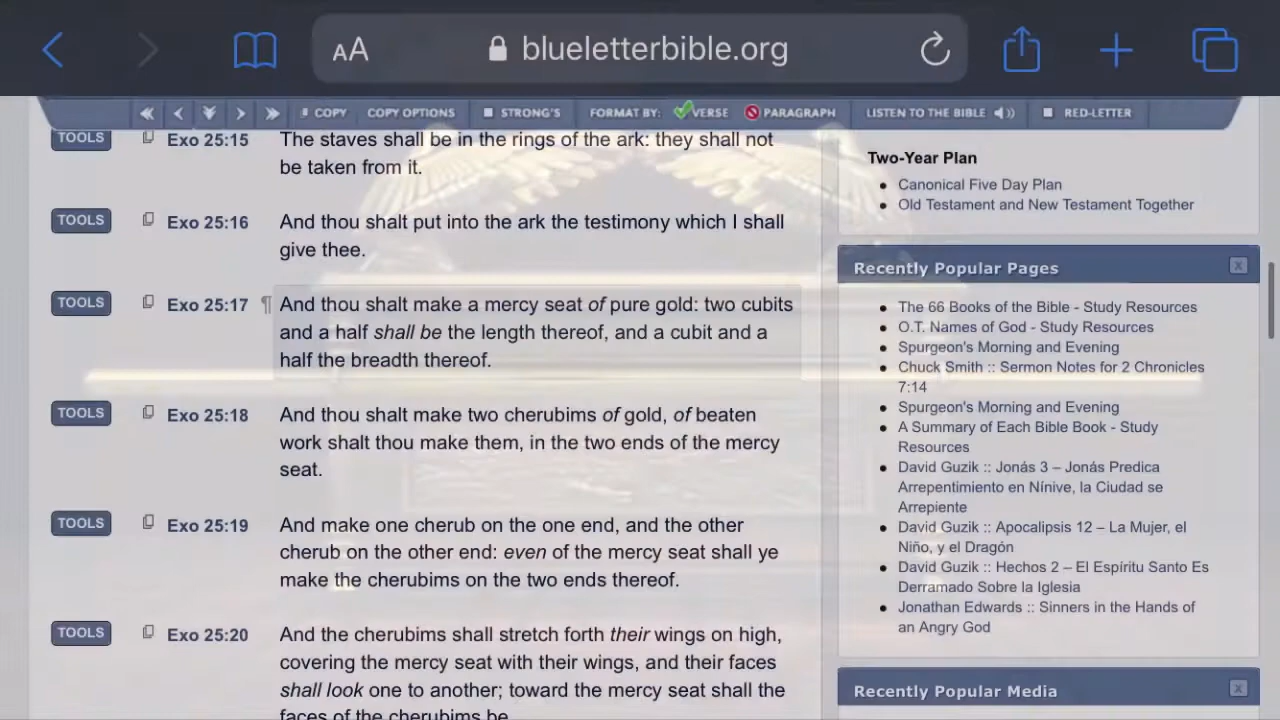 AA blueletterbible.org
COPY COPY OPTIONS STRONG'S FORMAT BY: VERSE PARAGRAPH LISTEN TO THE BIBLE RED-LETTER
TOOLS Exo 25:15 The staves shall be in the rings of the ark: they shall not
be taken from it.
TOOLS Exo 25:16 And thou shalt put into the ark the testimony which I shall
give thee.
TOOLS Exo 25:17 ¶ And thou shalt make a mercy seat of pure gold: two cubits
and a half shall be the length thereof, and a cubit and a
half the breadth thereof.
TOOLS Exo 25:18 And thou shalt make two cherubims of gold, of beaten
work shalt thou make them, in the two ends of the mercy
seat.
TOOLS Exo 25:19 And make one cherub on the one end, and the other
cherub on the other end: even of the mercy seat shall ye
make the cherubims on the two ends thereof.
TOOLS Exo 25:20 And the cherubims shall stretch forth their wings on high,
covering the mercy seat with their wings, and their faces
shall look one to another; toward the mercy seat shall the
faces of the cherubims be.
Two-Year Plan
Canonical Five Day Plan
Old Testament and New Testament Together
Recently Popular Pages X
The 66 Books of the Bible - Study Resources
O.T. Names of God - Study Resources
Spurgeon's Morning and Evening
Chuck Smith :: Sermon Notes for 2 Chronicles
7:14
Spurgeon's Morning and Evening
A Summary of Each Bible Book - Study
Resources
David Guzik :: Jonás 3 – Jonás Predica
Arrepentimiento en Nínive, la Ciudad se
Arrepiente
David Guzik :: Apocalipsis 12 – La Mujer, el
Niño, y el Dragón
David Guzik :: Hechos 2 – El Espíritu Santo Es
Derramado Sobre la Iglesia
Jonathan Edwards :: Sinners in the Hands of
an Angry God
Recently Popular Media X